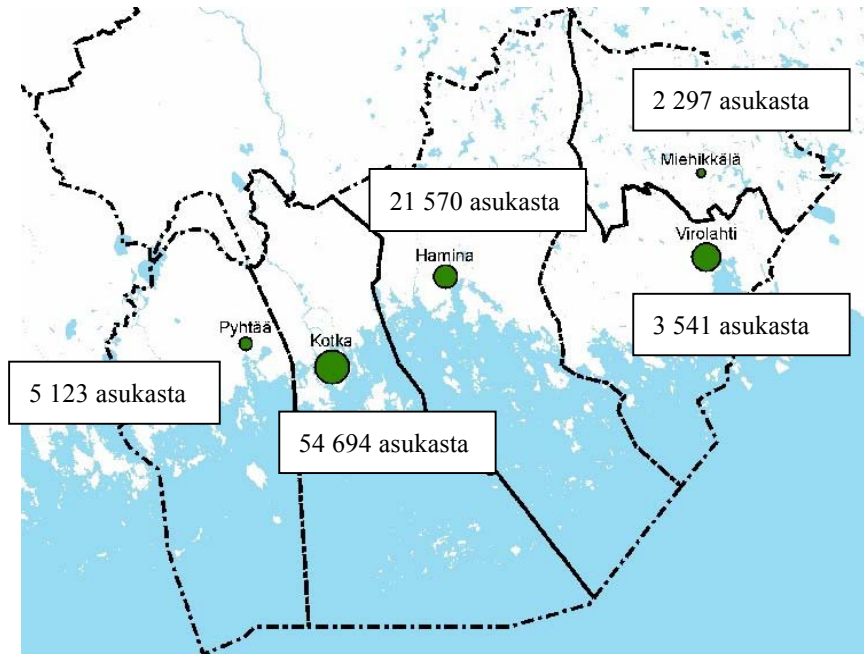 2 297 asukasta
Miehikkälä
21 570 asukasta
Hamina
Virolahti
3 541 asukasta
Pyhtää
Kotka
5 123 asukasta
54 694 asukasta